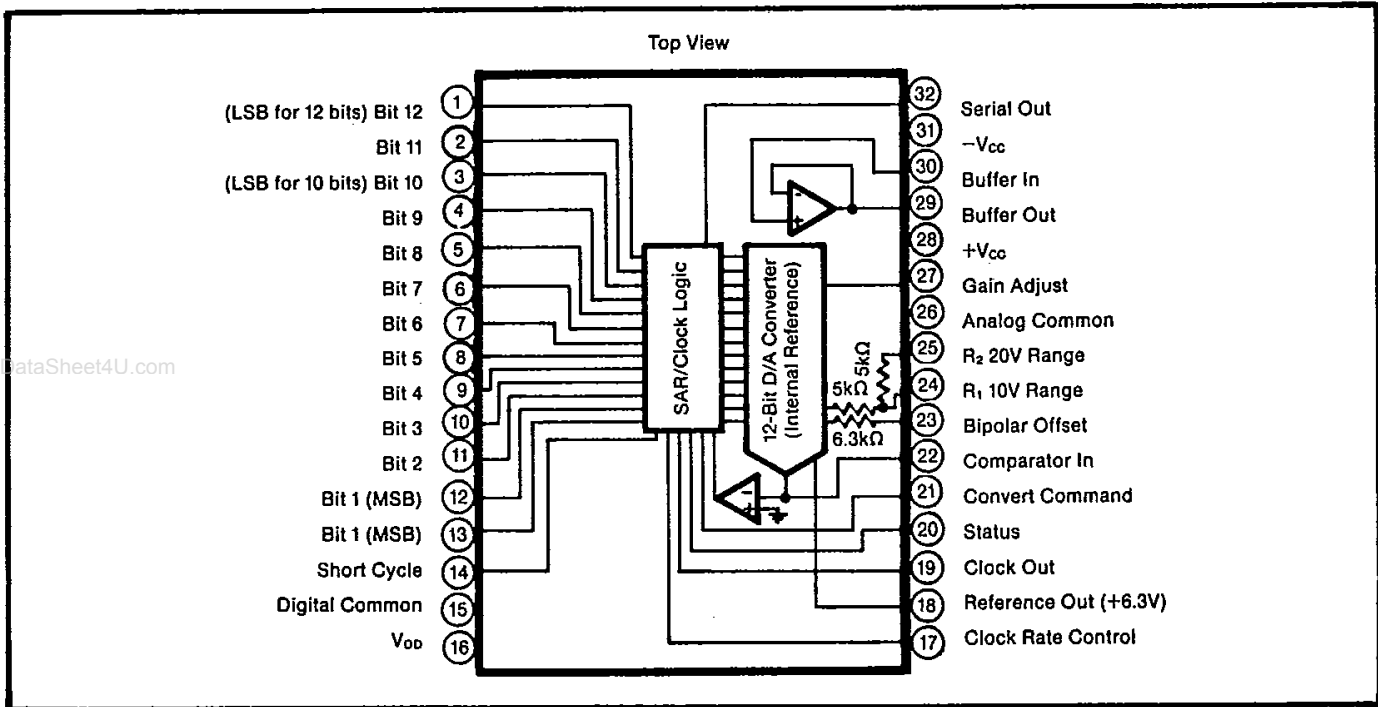 Top View
(LSB for 12 bits) Bit 12 1
Bit 11 2
(LSB for 10 bits) Bit 10 3
Bit 9 4
Bit 8 5
Bit 7 6
Bit 6 7
Bit 5 8
Bit 4 9
Bit 3 10
Bit 2 11
Bit 1 (MSB) 12
Bit 1 (MSB) 13
Short Cycle 14
Digital Common 15
VDD 16
SAR/Clock Logic
12-Bit D/A Converter
(Internal Reference)
5kΩ
5kΩ
6.3kΩ
-
+
-
+
32 Serial Out
31 −VCC
30 Buffer In
29 Buffer Out
28 +VCC
27 Gain Adjust
26 Analog Common
25 R₂ 20V Range
24 R₁ 10V Range
23 Bipolar Offset
22 Comparator In
21 Convert Command
20 Status
19 Clock Out
18 Reference Out (+6.3V)
17 Clock Rate Control
DataSheet4U.com